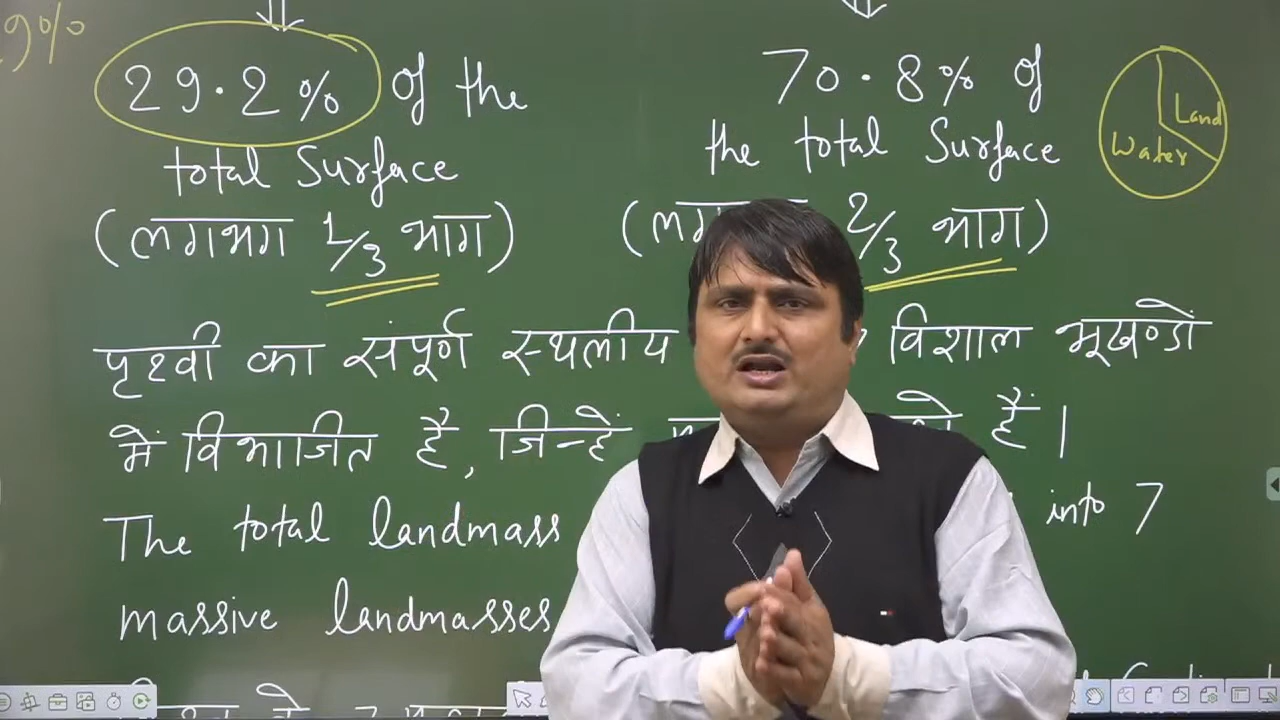 9%
29.2% of the
total Surface
(लगभग 1/3 भाग)
70.8% of
the total Surface
2/3 भाग)
Land
Water
पृथ्वी का संपूर्ण स्थलीय विशाल भूखण्डो
में विभाजित है, जिन्हें हैं।
The total landmass into 7
massive landmasses